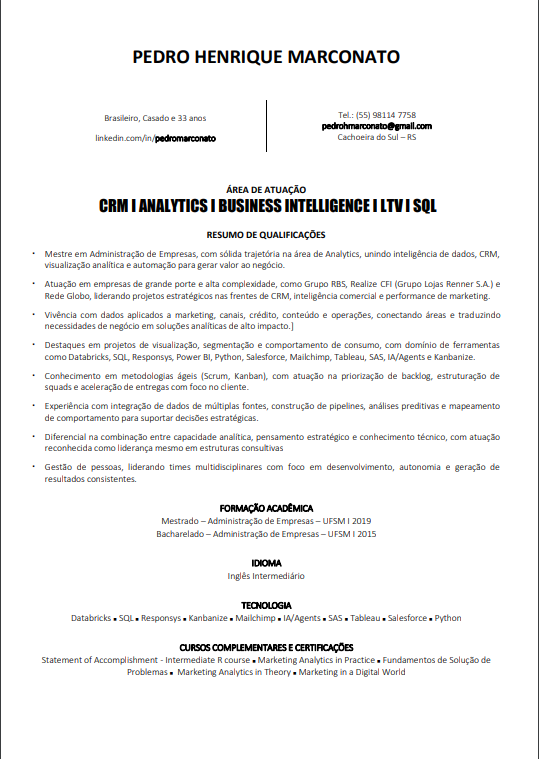 PEDRO HENRIQUE MARCONATO
Brasileiro, Casado e 33 anos
linkedin.com/in/pedromarconato
Tel.: (55) 98114 7758
pedrohmarconato@gmail.com
Cachoeira do Sul – RS
ÁREA DE ATUAÇÃO
CRM I ANALYTICS I BUSINESS INTELLIGENCE I LTV I SQL
RESUMO DE QUALIFICAÇÕES
• Mestre em Administração de Empresas, com sólida trajetória na área de Analytics, unindo inteligência de dados, CRM,
visualização analítica e automação para gerar valor ao negócio.
• Atuação em empresas de grande porte e alta complexidade, como Grupo RBS, Realize CFI (Grupo Lojas Renner S.A.) e
Rede Globo, liderando projetos estratégicos nas frentes de CRM, inteligência comercial e performance de marketing.
• Vivência com dados aplicados a marketing, canais, crédito, conteúdo e operações, conectando áreas e traduzindo
necessidades de negócio em soluções analíticas de alto impacto.]
• Destaques em projetos de visualização, segmentação e comportamento de consumo, com domínio de ferramentas
como Databricks, SQL, Responsys, Power BI, Python, Salesforce, Mailchimp, Tableau, SAS, IA/Agentes e Kanbanize.
• Conhecimento em metodologias ágeis (Scrum, Kanban), com atuação na priorização de backlog, estruturação de
squads e aceleração de entregas com foco no cliente.
• Experiência com integração de dados de múltiplas fontes, construção de pipelines, análises preditivas e mapeamento
de comportamento para suportar decisões estratégicas.
• Diferencial na combinação entre capacidade analítica, pensamento estratégico e conhecimento técnico, com atuação
reconhecida como liderança mesmo em estruturas consultivas
• Gestão de pessoas, liderando times multidisciplinares com foco em desenvolvimento, autonomia e geração de
resultados consistentes.
FORMAÇÃO ACADÊMICA
Mestrado – Administração de Empresas – UFSM I 2019
Bacharelado – Administração de Empresas – UFSM I 2015
IDIOMA
Inglês Intermediário
TECNOLOGIA
Databricks ▪ SQL ▪ Responsys ▪ Kanbanize ▪ Mailchimp ▪ IA/Agents ▪ SAS ▪ Tableau ▪ Salesforce ▪ Python
CURSOS COMPLEMENTARES E CERTIFICAÇÕES
Statement of Accomplishment - Intermediate R course ▪ Marketing Analytics in Practice ▪ Fundamentos de Solução de
Problemas ▪ Marketing Analytics in Theory ▪ Marketing in a Digital World